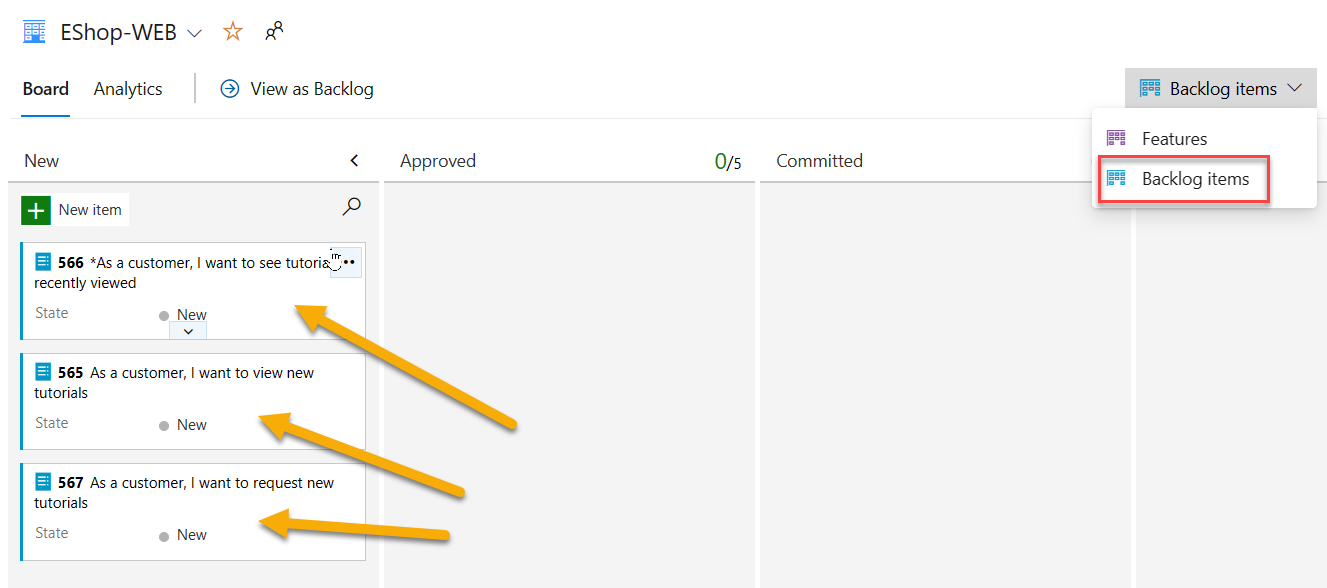 EShop-WEB
Board Analytics View as Backlog Backlog items
Features
Backlog items
New Approved 0/5 Committed
New item
566 *As a customer, I want to see
recently viewed
State New
565 As a customer, I want to view new
tutorials
State New
567 As a customer, I want to request new
tutorials
State New